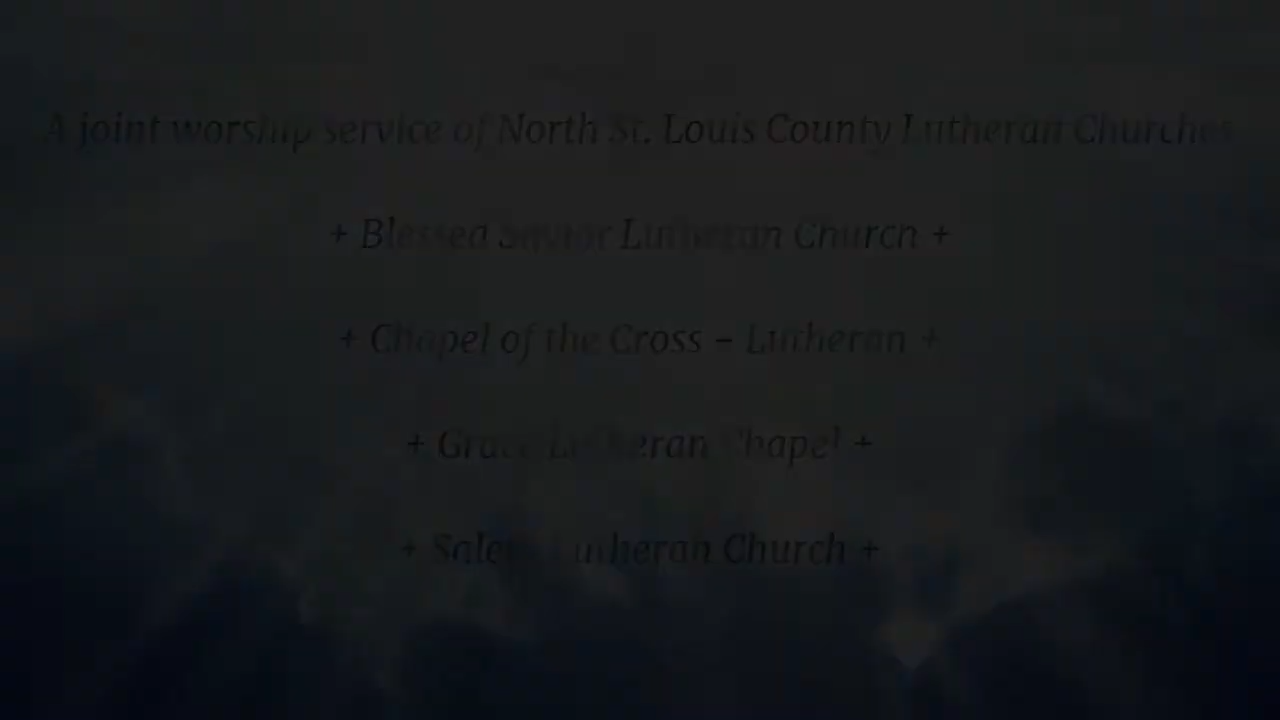 A joint worship service of North St. Louis County Lutheran Churches
+ Blessed Savior Lutheran Church +
+ Chapel of the Cross – Lutheran +
+ Grace Lutheran Chapel +
+ Salem Lutheran Church +